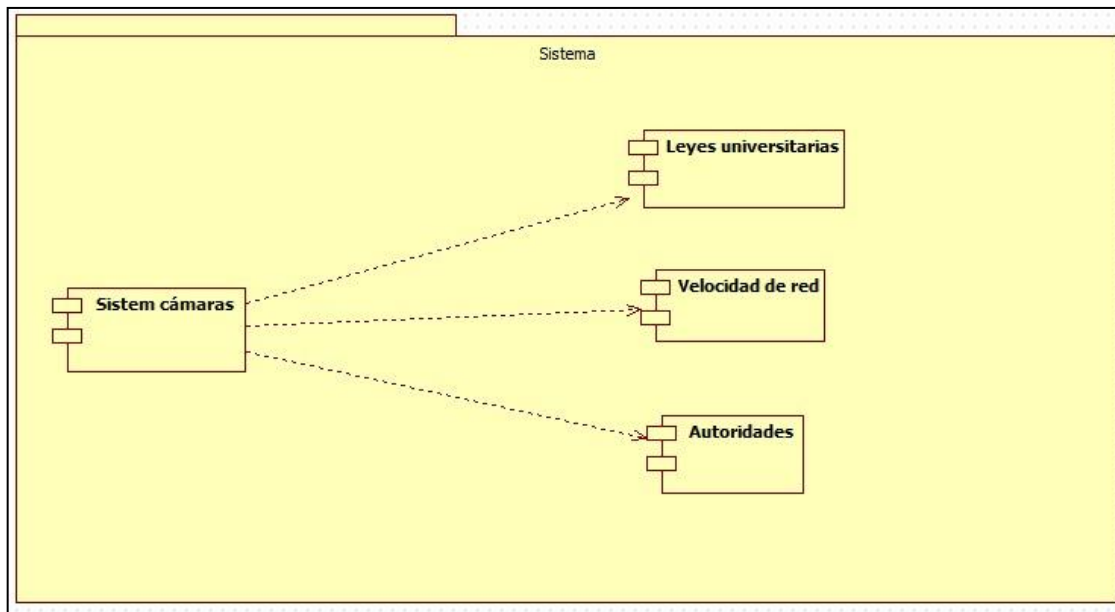 Sistema
Leyes universitarias
Velocidad de red
Sistem cámaras
Autoridades